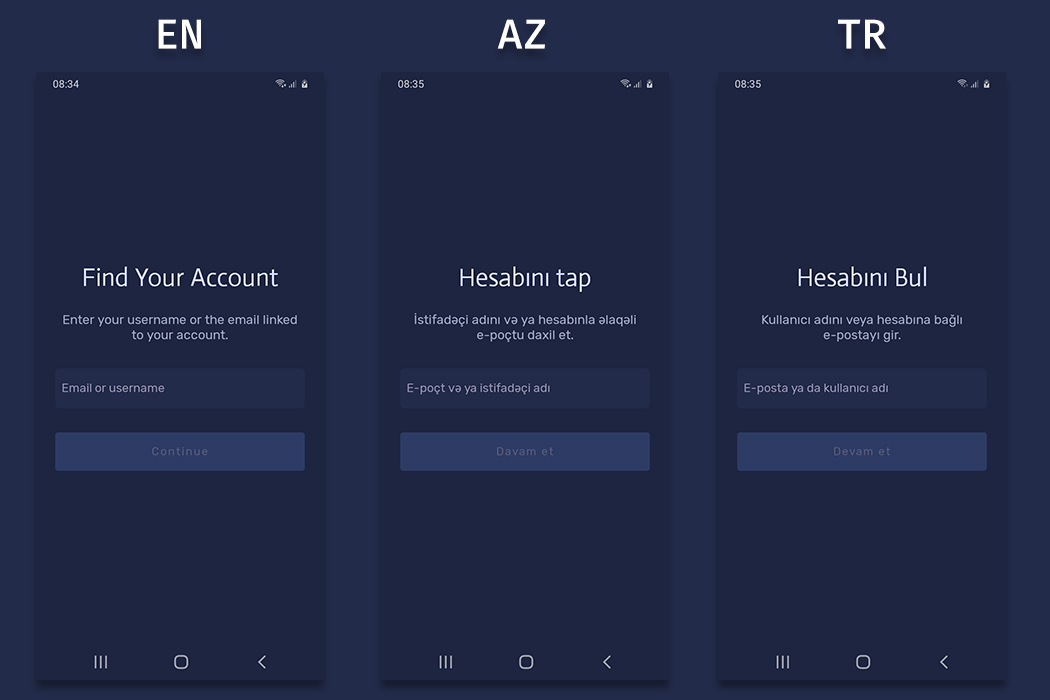 EN
08:34
Find Your Account
Enter your username or the email linked
to your account.
Email or username
Continue
AZ
08:35
Hesabını tap
İstifadəçi adını və ya hesabınla əlaqəli
e-poçtu daxil et.
E-poçt və ya istifadəçi adı
Davam et
TR
08:35
Hesabını Bul
Kullanıcı adını veya hesabına bağlı
e-postayı gir.
E-posta ya da kullanıcı adı
Devam et